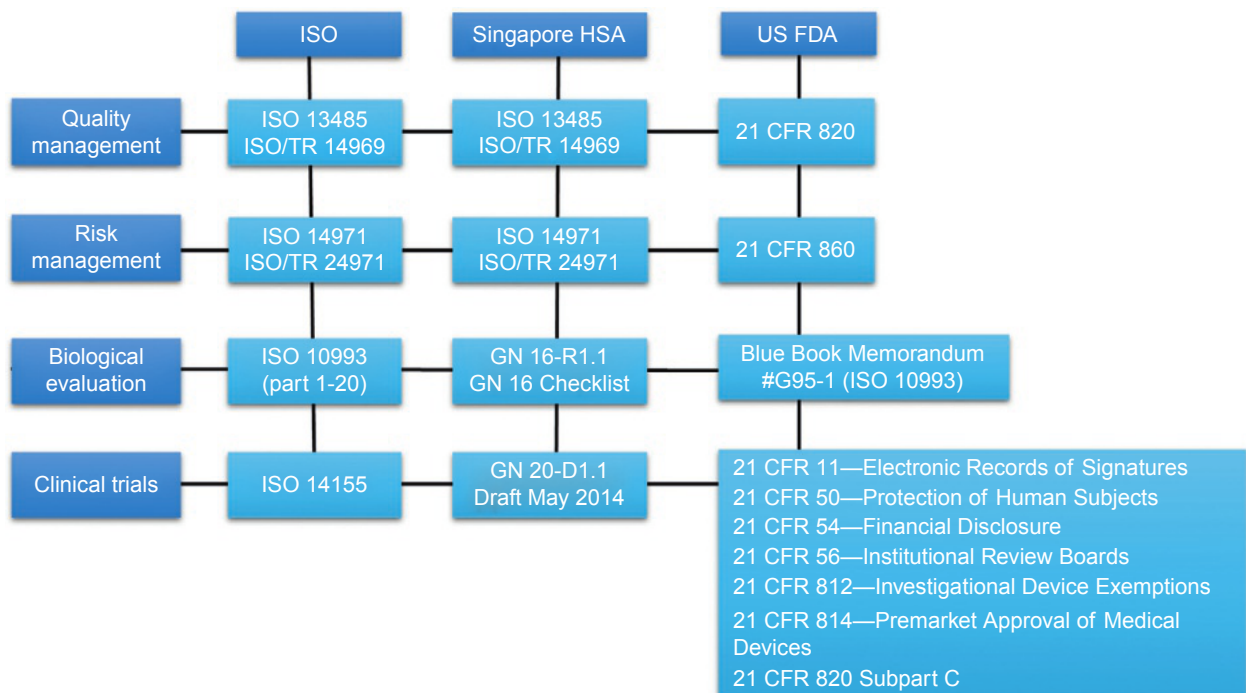 ISO
Singapore HSA
US FDA
Quality
management
ISO 13485
ISO/TR 14969
ISO 13485
ISO/TR 14969
21 CFR 820
Risk
management
ISO 14971
ISO/TR 24971
ISO 14971
ISO/TR 24971
21 CFR 860
Biological
evaluation
ISO 10993
(part 1-20)
GN 16-R1.1
GN 16 Checklist
Blue Book Memorandum
#G95-1 (ISO 10993)
Clinical trials
ISO 14155
GN 20-D1.1
Draft May 2014
21 CFR 11—Electronic Records of Signatures
21 CFR 50—Protection of Human Subjects
21 CFR 54—Financial Disclosure
21 CFR 56—Institutional Review Boards
21 CFR 812—Investigational Device Exemptions
21 CFR 814—Premarket Approval of Medical
Devices
21 CFR 820 Subpart C